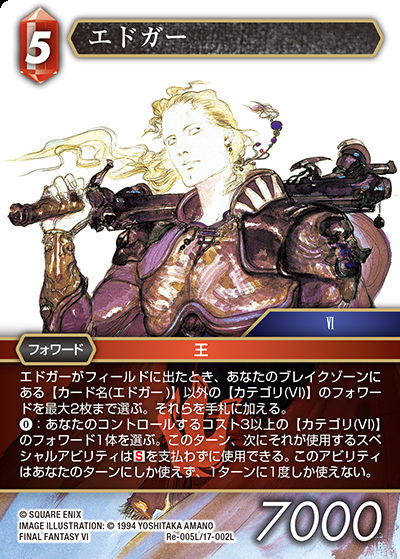 5
エドガー
VI
フォワード
王
エドガーがフィールドに出たとき、あなたのブレイクゾーンに
ある【カード名(エドガー)】以外の【カテゴリ(VI)】のフォワー
ドを最大2枚まで選ぶ。それらを手札に加える。
0：あなたのコントロールするコスト3以上の【カテゴリ(VI)】
のフォワード1体を選ぶ。このターン、次にそれが使用するスペ
シャルアビリティはSを支払わずに使用できる。このアビリティ
はあなたのターンにしか使えず、1ターンに1度しか使えない。
© SQUARE ENIX
IMAGE ILLUSTRATION: © 1994 YOSHITAKA AMANO
FINAL FANTASY VI
Re-005L/17-002L
7000